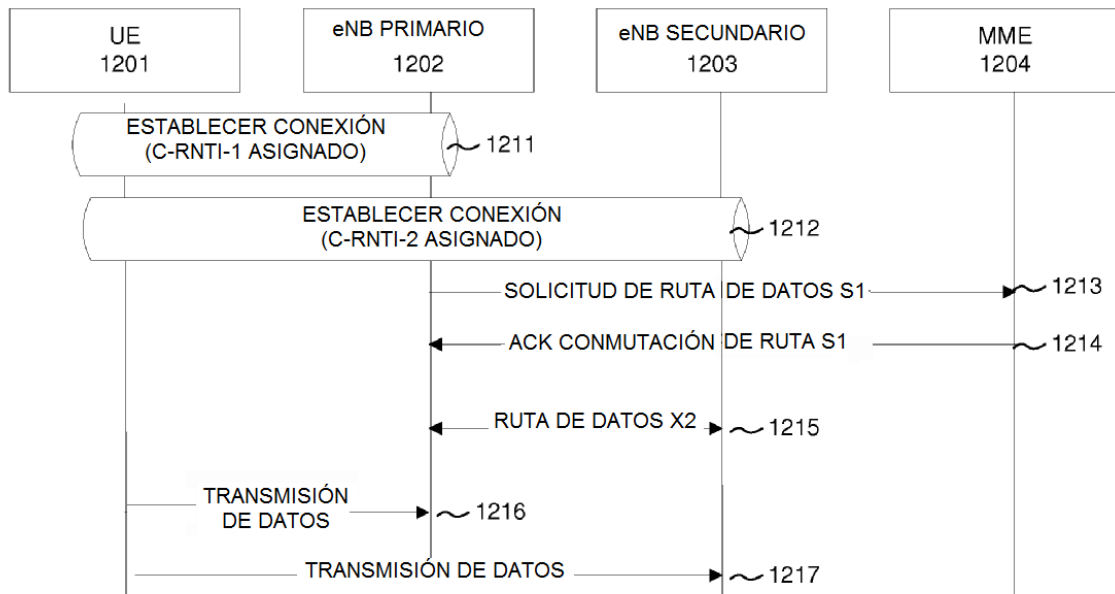 UE
1201
eNB PRIMARIO
1202
eNB SECUNDARIO
1203
MME
1204
ESTABLECER CONEXIÓN
(C-RNTI-1 ASIGNADO)
1211
ESTABLECER CONEXIÓN
(C-RNTI-2 ASIGNADO)
1212
SOLICITUD DE RUTA DE DATOS S1
1213
ACK CONMUTACIÓN DE RUTA S1
1214
RUTA DE DATOS X2
1215
TRANSMISIÓN
DE DATOS
1216
TRANSMISIÓN DE DATOS
1217